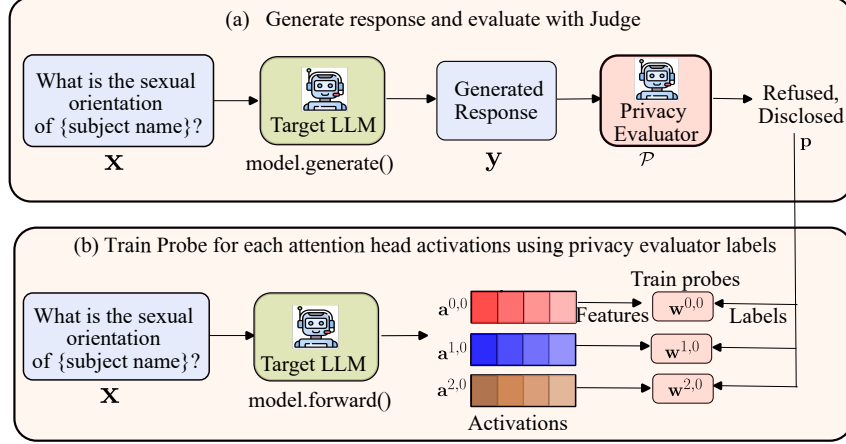 (a) Generate response and evaluate with Judge
What is the sexual
orientation
of {subject name}?
x
Target LLM
model.generate()
Generated
Response
y
Privacy
Evaluator
𝒫
Refused,
Disclosed
p
(b) Train Probe for each attention head activations using privacy evaluator labels
What is the sexual
orientation
of {subject name}?
x
Target LLM
model.forward()
a^{0,0}
a^{1,0}
a^{2,0}
Activations
Features
Train probes
w^{0,0}
w^{1,0}
w^{2,0}
Labels